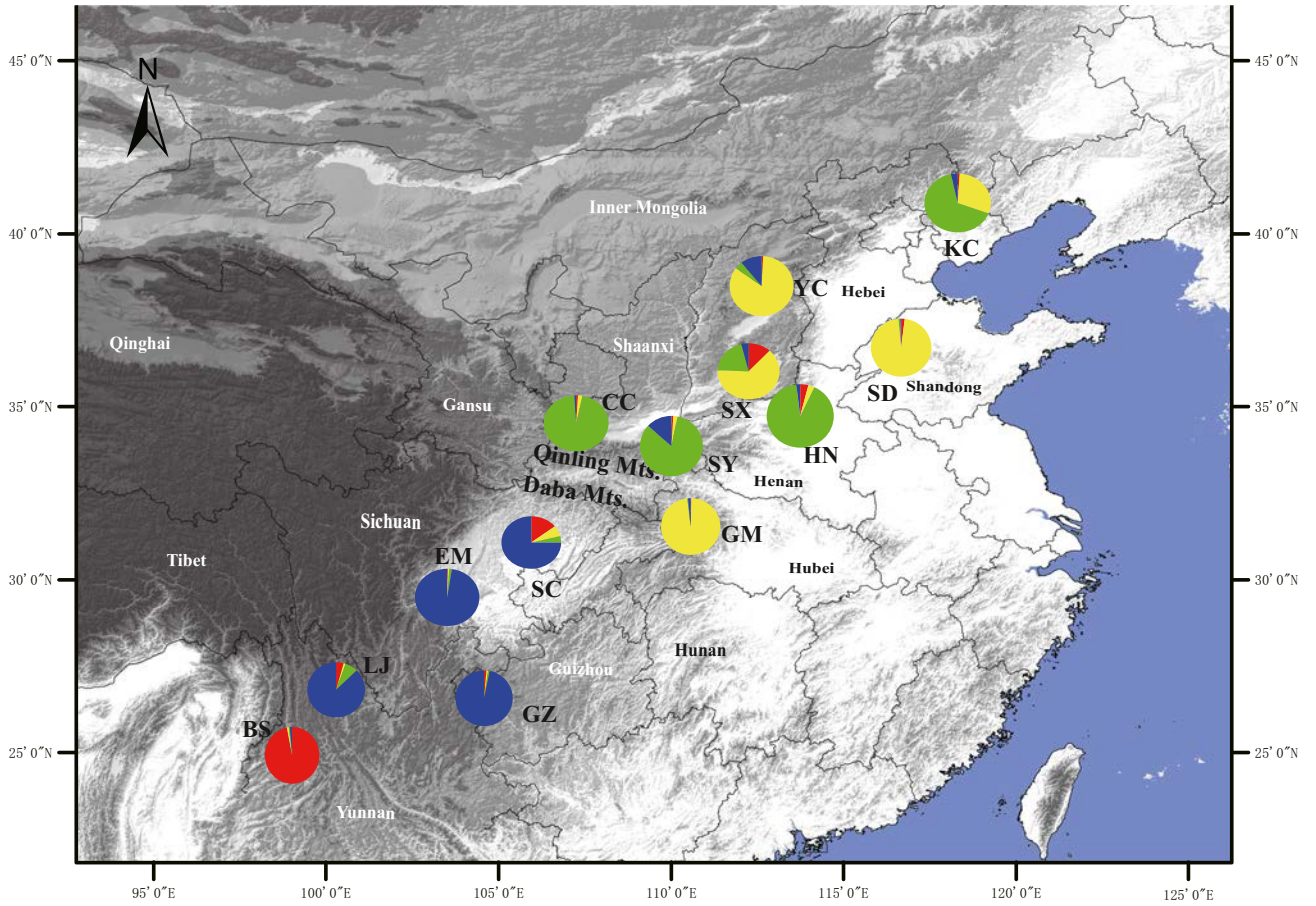 45′ 0″N
45′ 0″N
N
Inner Mongolia
40′ 0″N
KC
40′ 0″N
YC
Hebei
Qinghai
Shaanxi
SD
Shandong
35′ 0″N
Gansu
CC
SX
35′ 0″N
Qinling Mts.
SY
HN
Daba Mts.
Henan
Sichuan
GM
Tibet
EM
SC
Hubei
30′ 0″N
30′ 0″N
LJ
Guizhou
Hunan
BS
GZ
25′ 0″N
25′ 0″N
Yunnan
95′ 0″E
100′ 0″E
105′ 0″E
110′ 0″E
115′ 0″E
120′ 0″E
125′ 0″E